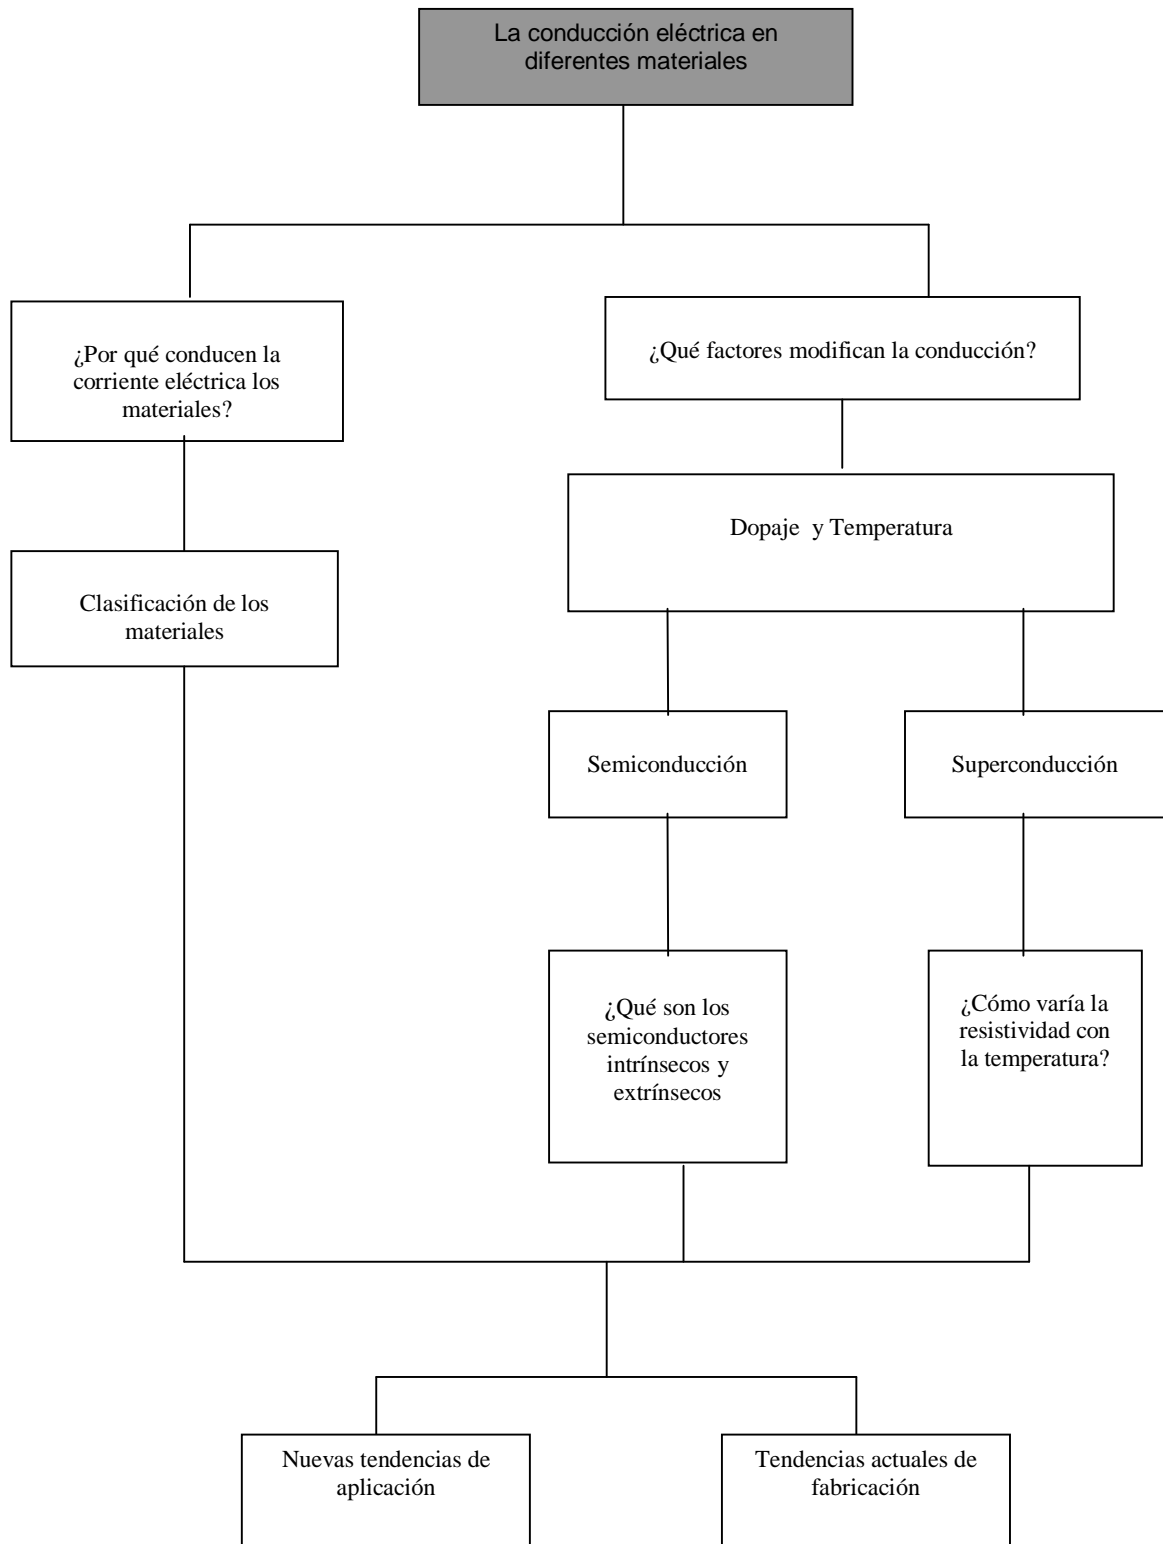 La conducción eléctrica en
diferentes materiales
¿Por qué conducen la
corriente eléctrica los
materiales?
¿Qué factores modifican la conducción?
Dopaje y Temperatura
Clasificación de los
materiales
Semiconducción
Superconducción
¿Qué son los
semiconductores
intrínsecos y
extrínsecos
¿Cómo varía la
resistividad con
la temperatura?
Nuevas tendencias de
aplicación
Tendencias actuales de
fabricación